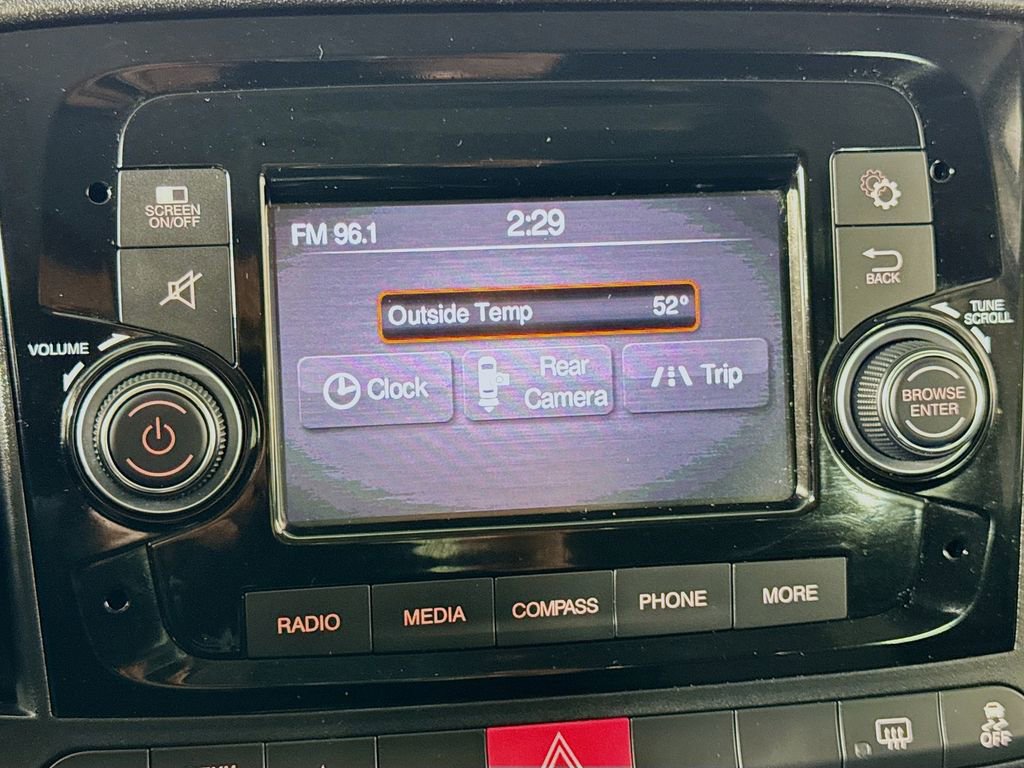 SCREEN
ON/OFF
FM 96.1
2:29
BACK
VOLUME
TUNE
SCROLL
Outside Temp 52°
Clock
Rear
Camera
Trip
BROWSE
ENTER
RADIO
MEDIA
COMPASS
PHONE
MORE
OFF